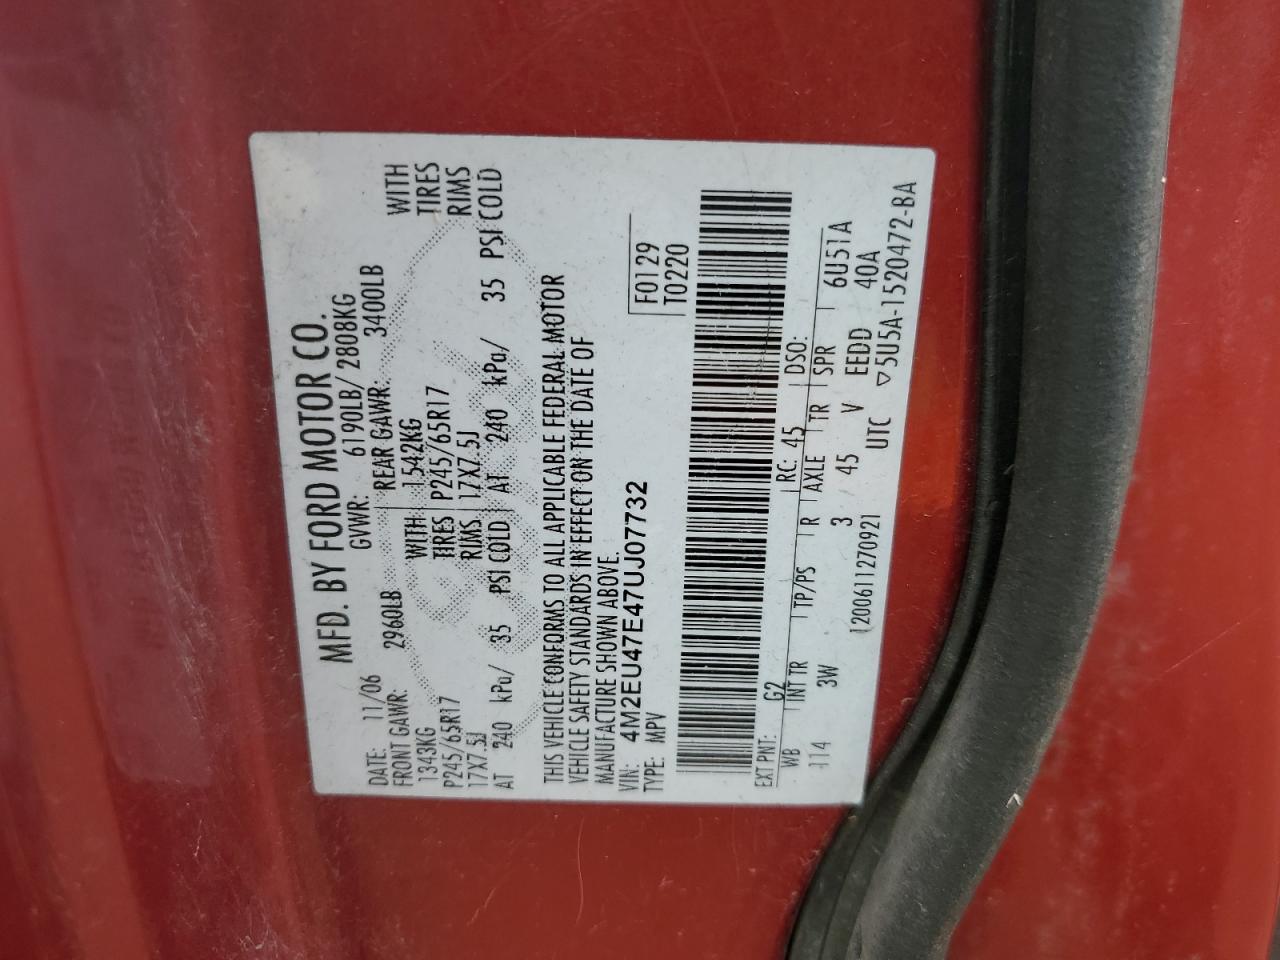 MFD. BY FORD MOTOR CO.
DATE: 11/06 GVWR: 6190LB/ 2808KG
FRONT GAWR: 2960LB REAR GAWR: 3400LB
1343KG WITH 1542KG WITH
P245/65R17 TIRES P245/65R17 TIRES
17X7.5J RIMS 17X7.5J RIMS
AT 240 kPa/ 35 PSI COLD AT 240 kPa/ 35 PSI COLD
THIS VEHICLE CONFORMS TO ALL APPLICABLE FEDERAL MOTOR
VEHICLE SAFETY STANDARDS IN EFFECT ON THE DATE OF
MANUFACTURE SHOWN ABOVE.
VIN: 4M2EU47E47UJ07732 F0129
TYPE: MPV T0220
EXT PNT: G2 RC: 45 DSO:
WB INT TR TP/PS R AXLE TR SPR 6U51A
114 3W 3 / 45 V EEDD 40A
1200611270921 UTC ▽5U5A-1520472-BA